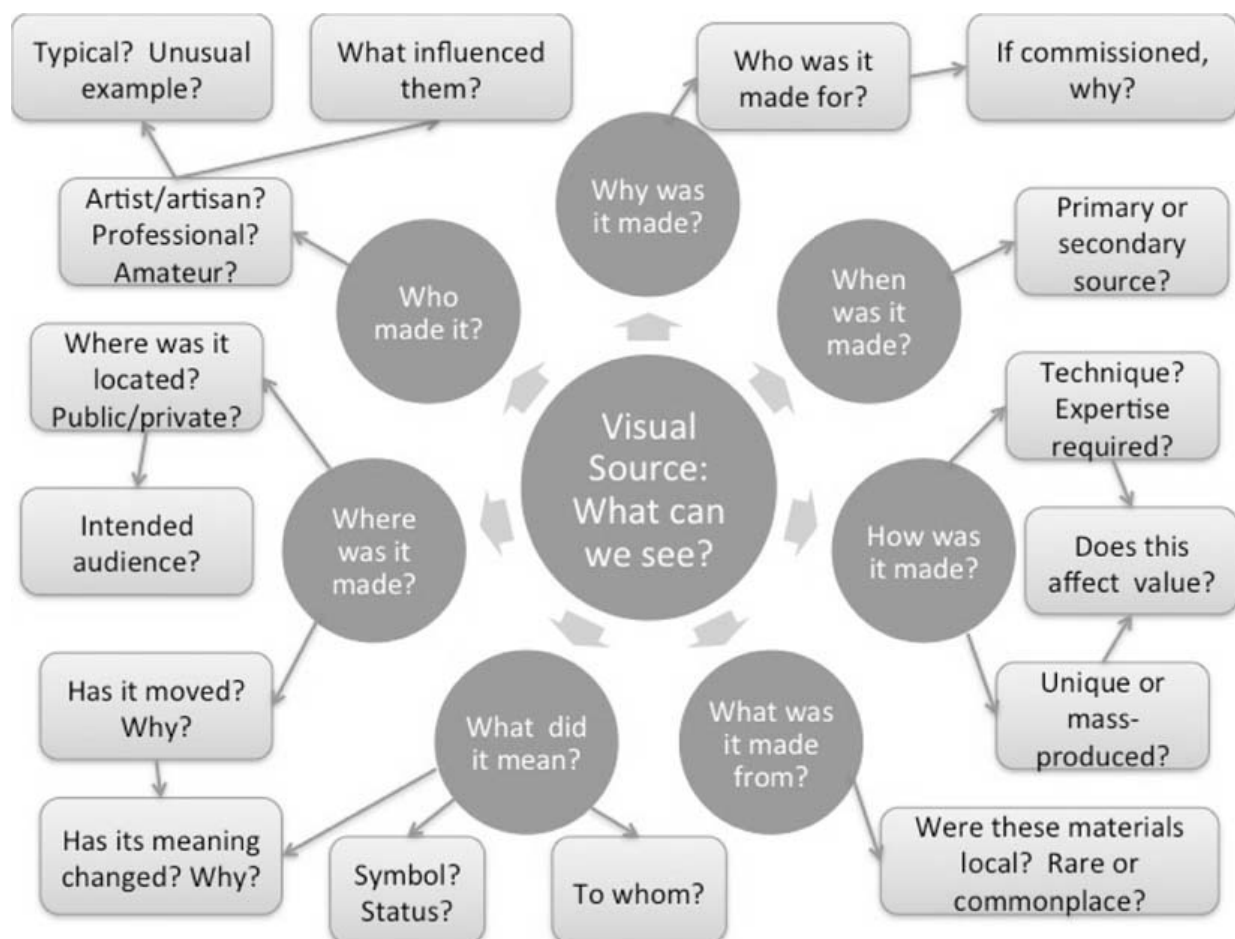 Typical? Unusual
example?
What influenced
them?
Who was it
made for?
If commissioned,
why?
Artist/artisan?
Professional?
Amateur?
Who
made it?
Why was
it made?
When
was it
made?
Primary or
secondary
source?
Where was it
located?
Public/private?
Intended
audience?
Where
was it
made?
Visual
Source:
What can
we see?
How was
it made?
Technique?
Expertise
required?
Does this
affect value?
Unique or
mass-
produced?
Has it moved?
Why?
Has its meaning
changed? Why?
What did
it mean?
Symbol?
Status?
To whom?
What was
it made
from?
Were these materials
local? Rare or
commonplace?